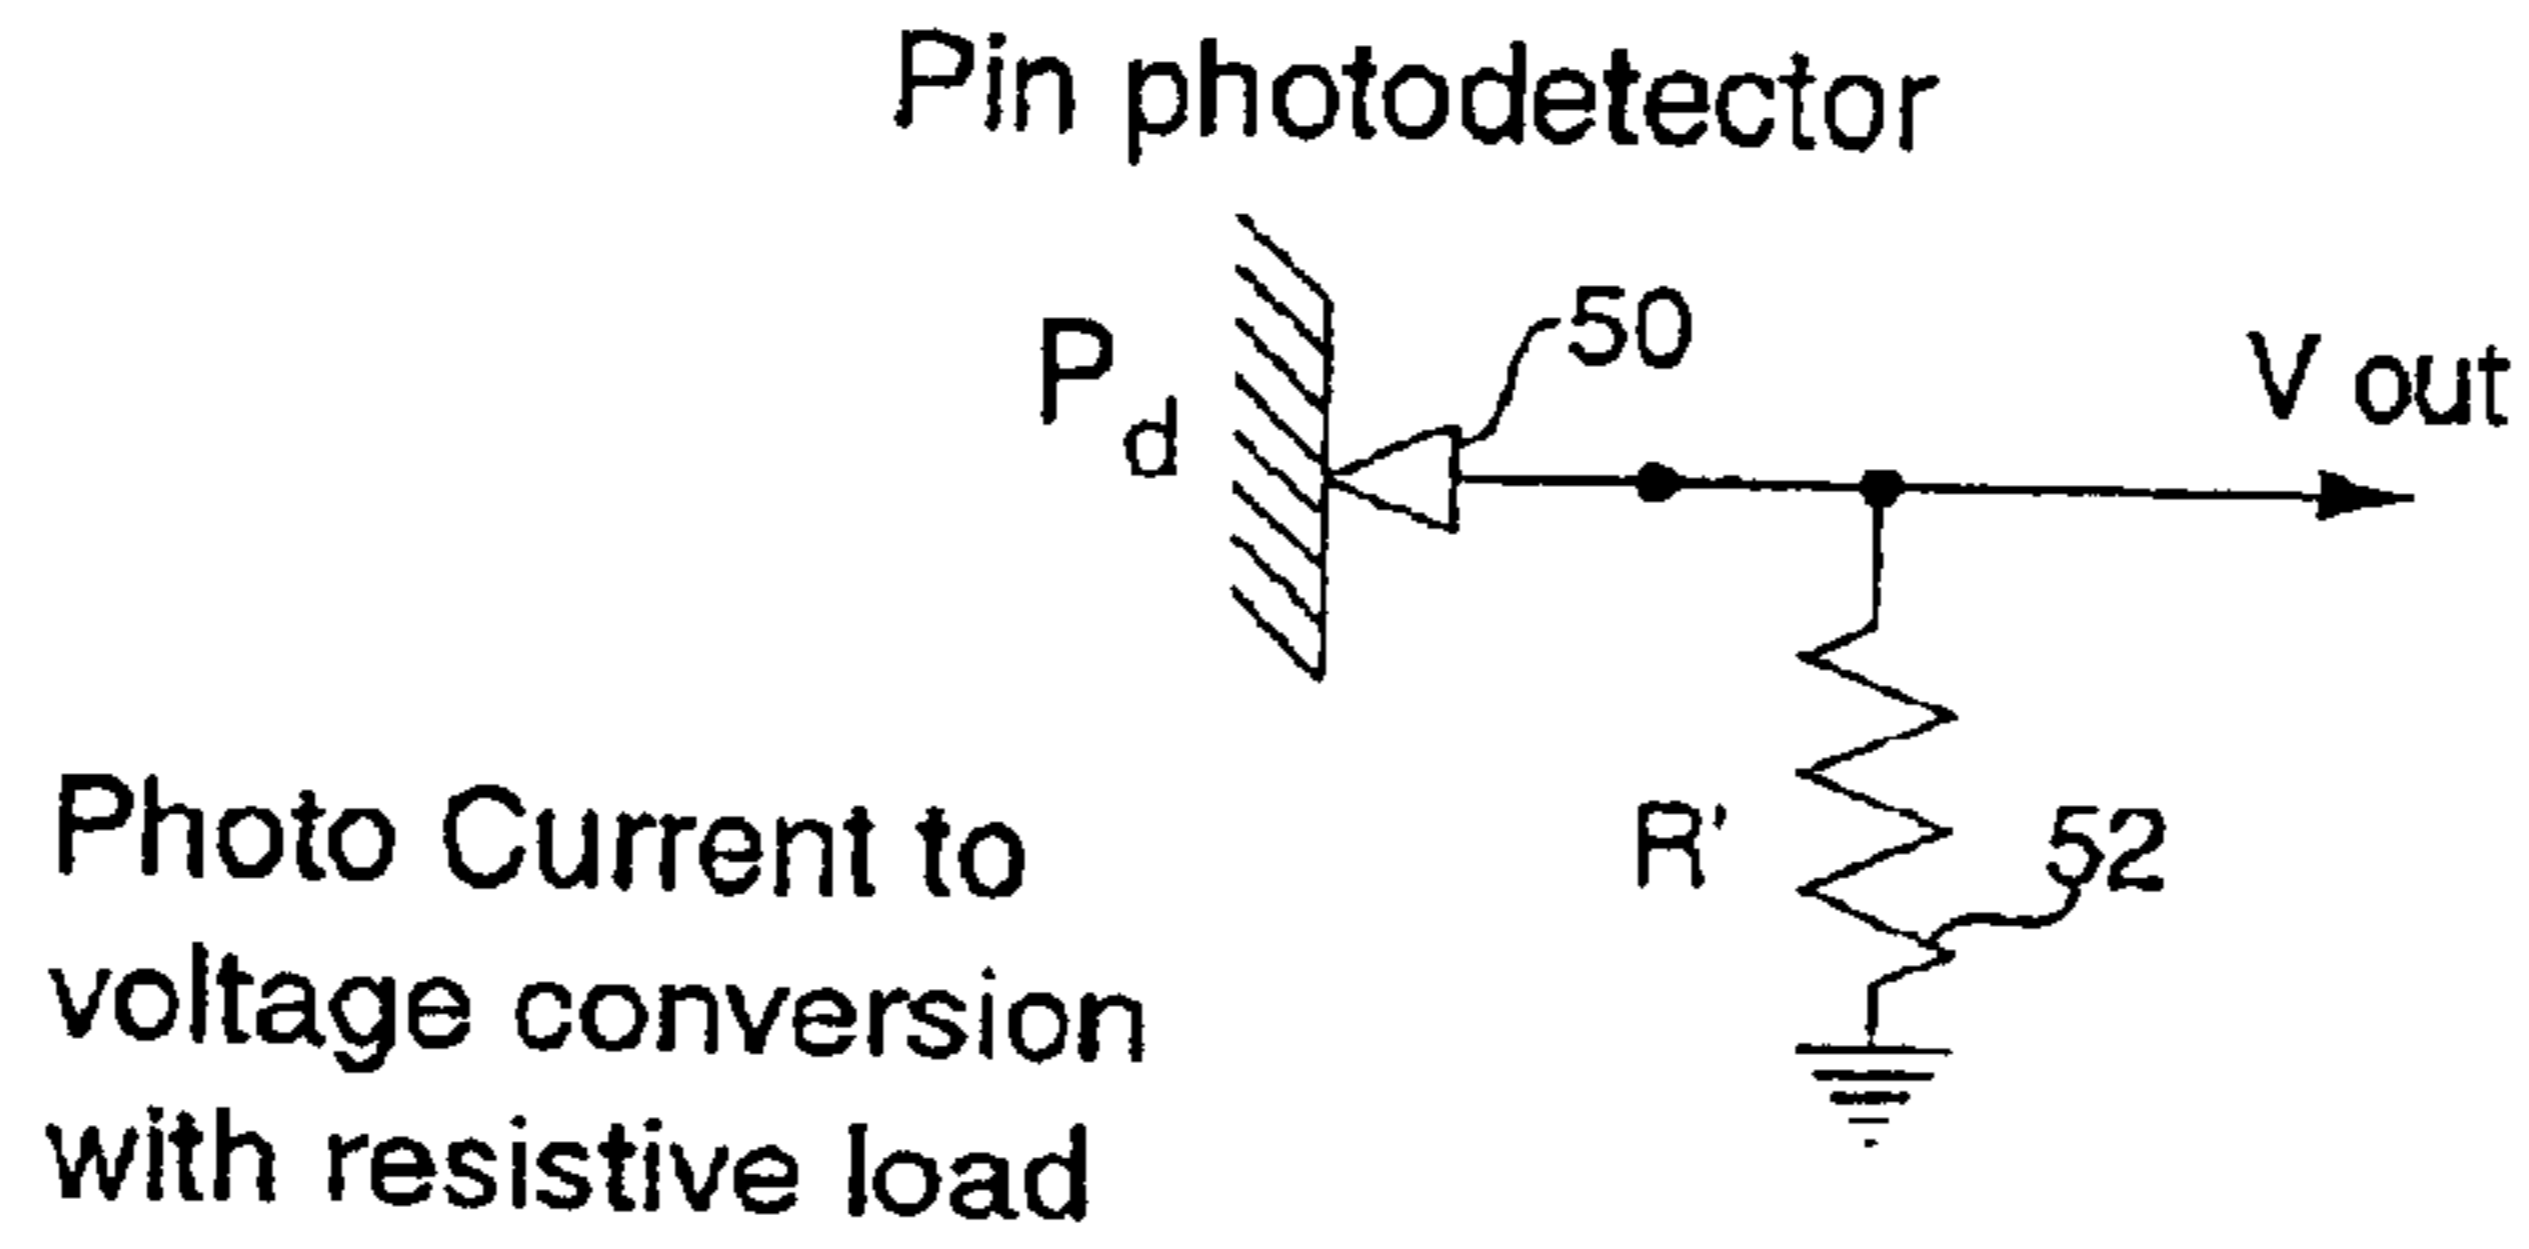 Pin photodetector
P d
50
V out
R'
52
Photo Current to
voltage conversion
with resistive load